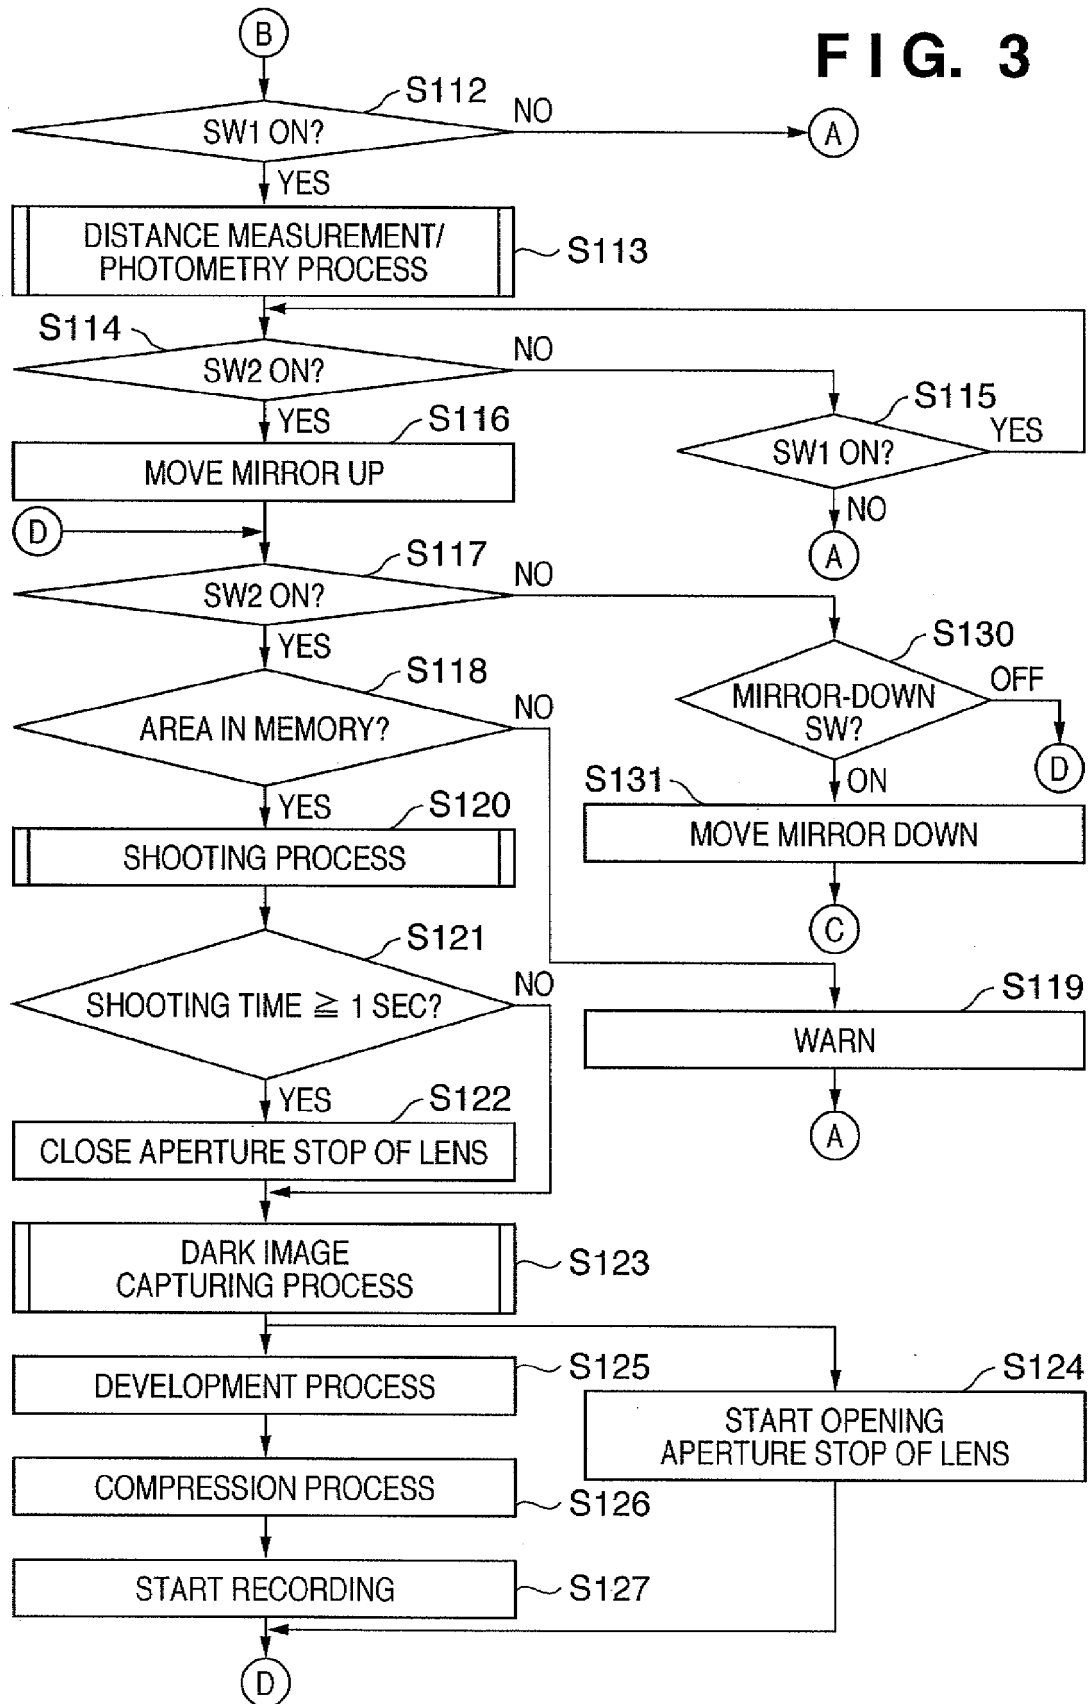 FIG. 3
B
S112
SW1 ON?
NO
A
YES
DISTANCE MEASUREMENT/
PHOTOMETRY PROCESS
S113
S114
SW2 ON?
NO
YES
S115
SW1 ON?
YES
NO
A
S116
MOVE MIRROR UP
D
S117
SW2 ON?
NO
YES
S130
MIRROR-DOWN
SW?
OFF
D
ON
S131
MOVE MIRROR DOWN
C
S118
AREA IN MEMORY?
NO
YES
S120
SHOOTING PROCESS
S121
SHOOTING TIME ≧ 1 SEC?
NO
YES
S119
WARN
A
S122
CLOSE APERTURE STOP OF LENS
DARK IMAGE
CAPTURING PROCESS
S123
S125
DEVELOPMENT PROCESS
S124
START OPENING
APERTURE STOP OF LENS
COMPRESSION PROCESS
S126
START RECORDING
S127
D